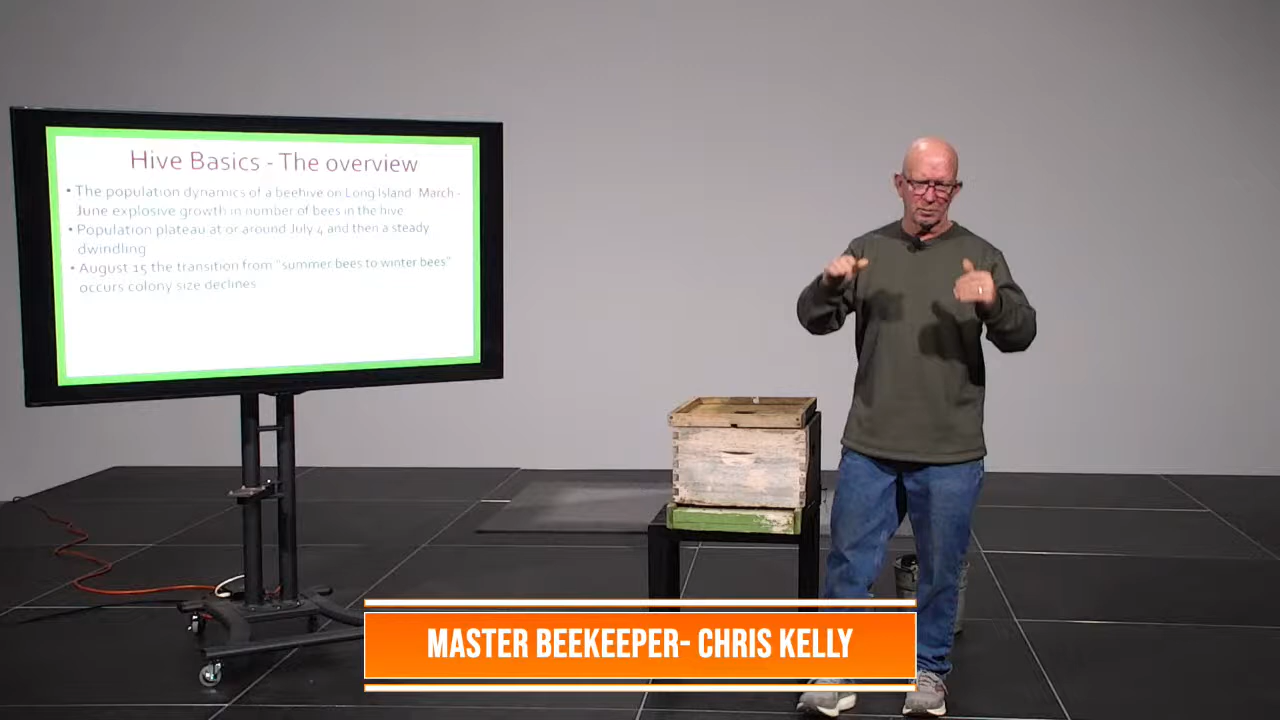 Hive Basics - The overview
• The population dynamics of a beehive on Long Island March -
June explosive growth in number of bees in the hive
• Population plateau at or around July 4 and then a steady
dwindling
• August 15 the transition from "summer bees to winter bees"
occurs colony size declines
MASTER BEEKEEPER- CHRIS KELLY